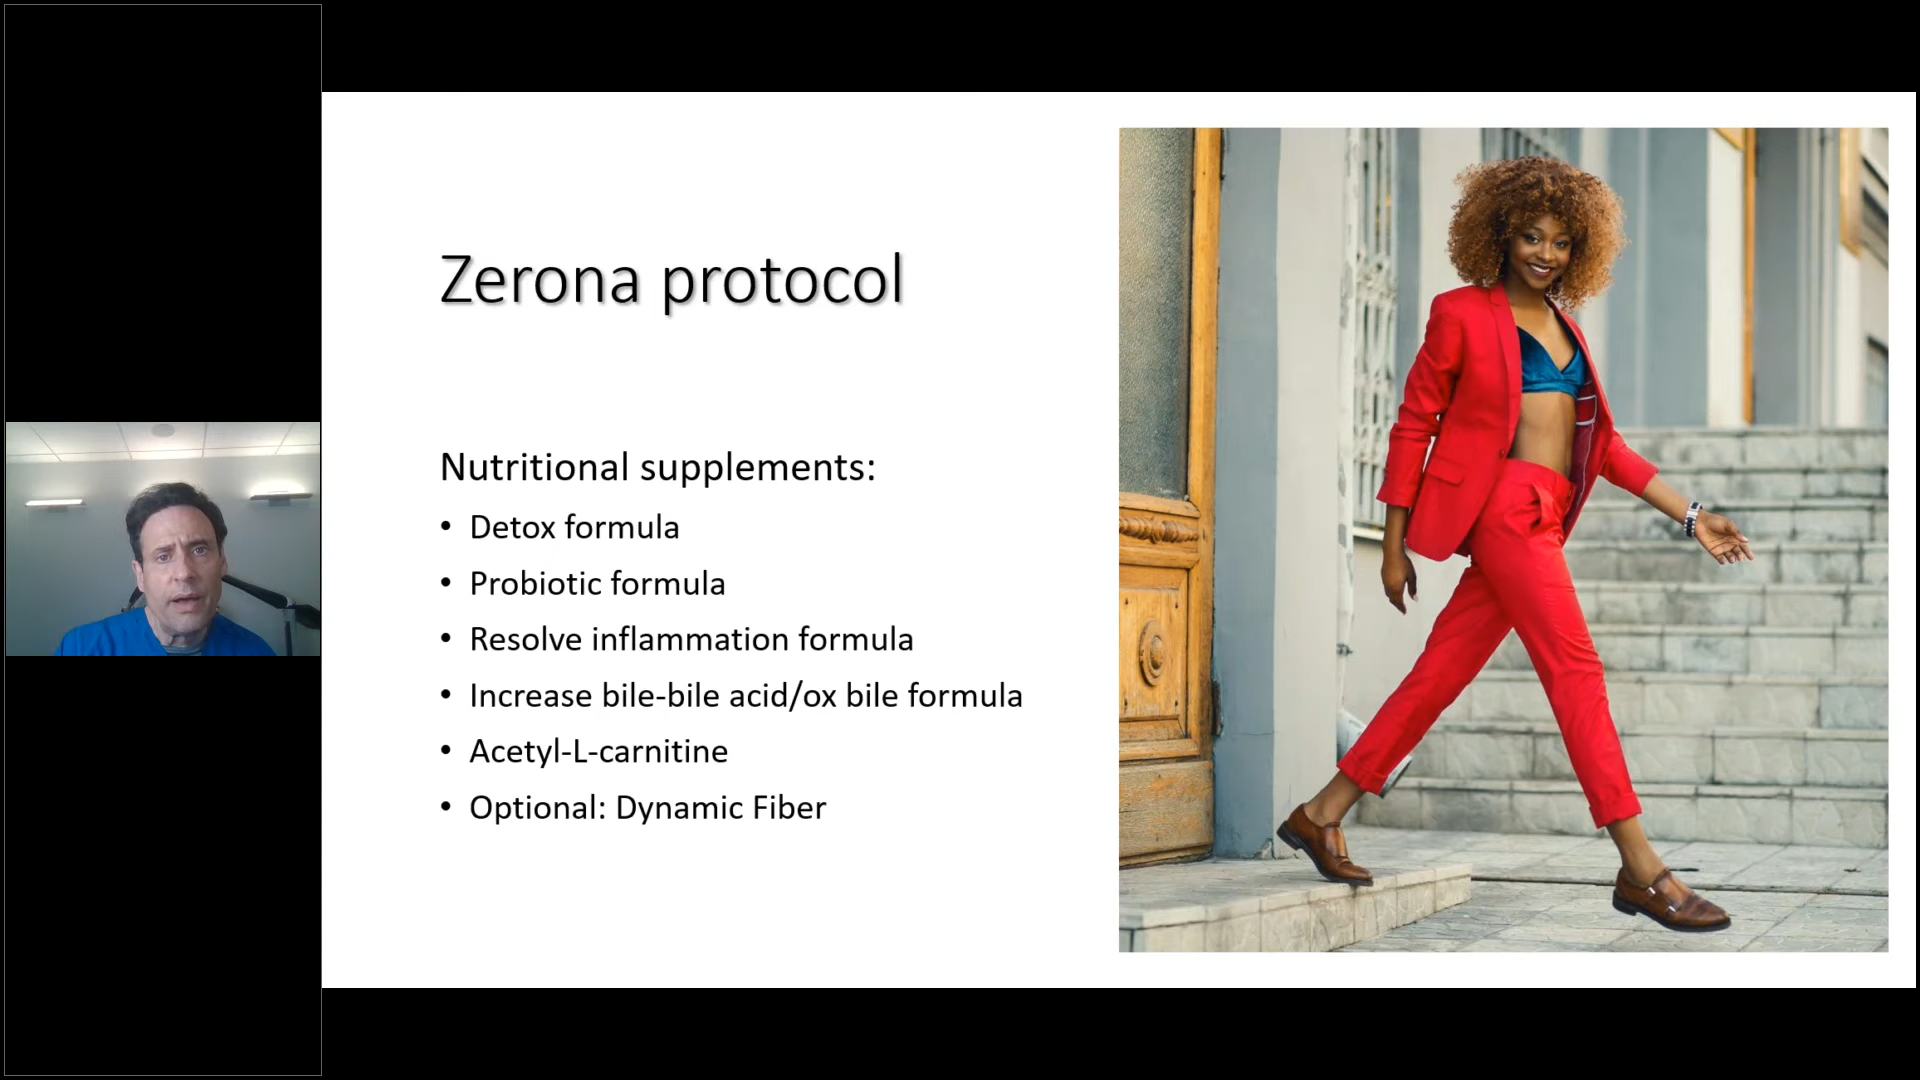 Zerona protocol
Nutritional supplements:
• Detox formula
• Probiotic formula
• Resolve inflammation formula
• Increase bile-bile acid/ox bile formula
• Acetyl-L-carnitine
• Optional: Dynamic Fiber